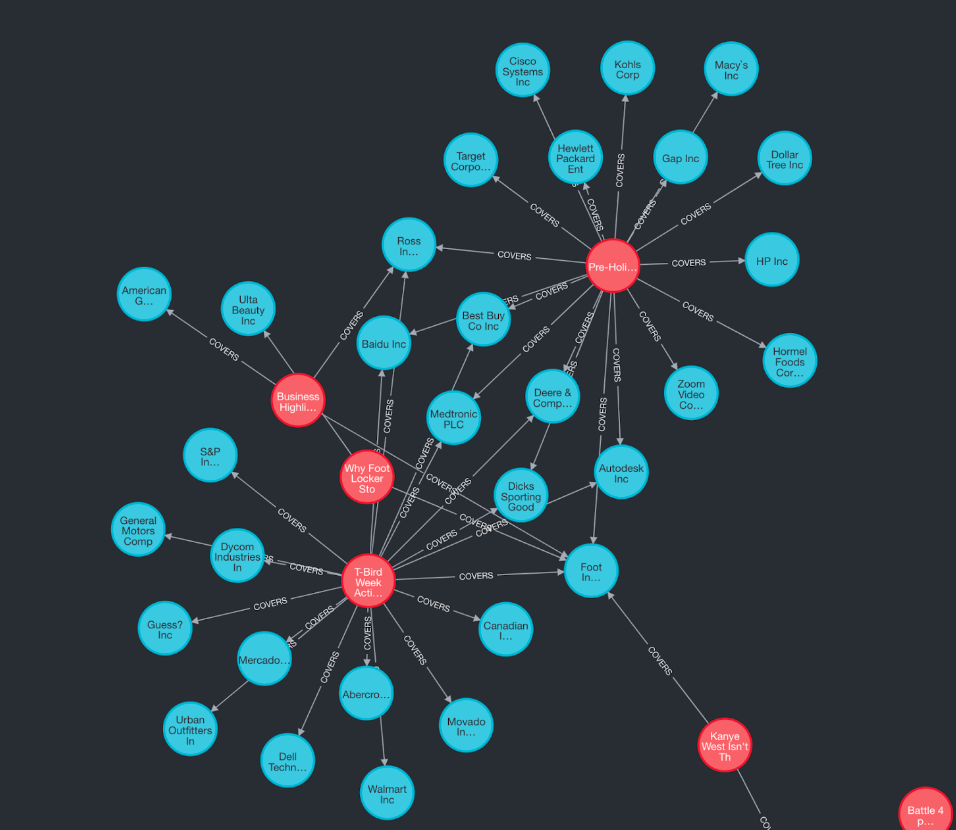 Cisco
Systems
Inc
Kohls
Corp
Macy`s
Inc
Target
Corpo...
Hewlett
Packard
Ent
Gap Inc
Dollar
Tree Inc
COVERS
COVERS
COVERS
COVERS
COVERS
Ross
In...
COVERS
Pre-Holi...
COVERS
HP Inc
American
G...
Ulta
Beauty
Inc
COVERS
COVERS
Best Buy
Co Inc
COVERS
COVERS
COVERS
COVERS
COVERS
Baidu Inc
COVERS
COVERS
Hormel
Foods
Cor...
Business
Highli...
COVERS
Medtronic
PLC
Deere &
Comp...
COVERS
Zoom
Video
Co...
S&P
In...
Why Foot
Locker
Sto
COVERS
COVERS
COVERS
COVERS
Dicks
Sporting
Good
Autodesk
Inc
COVERS
COVERS
COVERS
COVERS
General
Motors
Comp
Dycom
Industries
In
COVERS
T-Bird
Week
Acti...
COVERS
Foot
In...
Guess?
Inc
COVERS
COVERS
COVERS
COVERS
Canadian
I...
Mercado...
COVERS
COVERS
COVERS
Abercro...
Urban
Outfitters
In
Movado
In...
Dell
Techn...
Walmart
Inc
Kanye
West Isn't
Th
Battle 4
p...